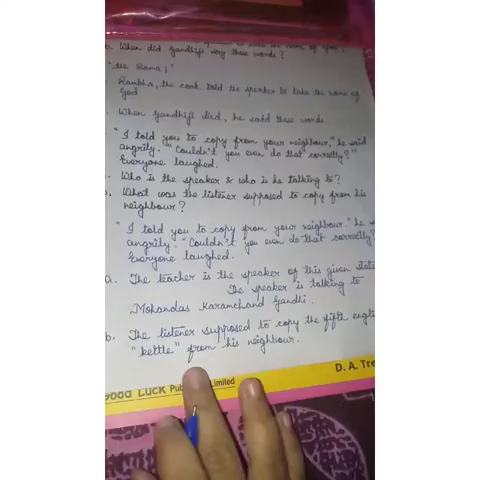 When did Gandhiji say these words?
"He Rama!"
Rambha, the cook told the speaker to take the name of
God
When Gandhiji died, he said these words
"I told you to copy from your neighbour," he said
angrily. "Couldn't you even do that correctly?"
Everyone laughed.
Who is the speaker & who is he talking to?
What was the listener supposed to copy from his
neighbour?
"I told you to copy from your neighbour." he
angrily. "Couldn't you even do that correctly?
Everyone laughed.
a. The teacher is the speaker of this given
The speaker is talking to
Mohandas Karamchand Gandhi.
b. The listener supposed to copy the fifth
"kettle" from his neighbour.
Good Luck Limited
D. A.